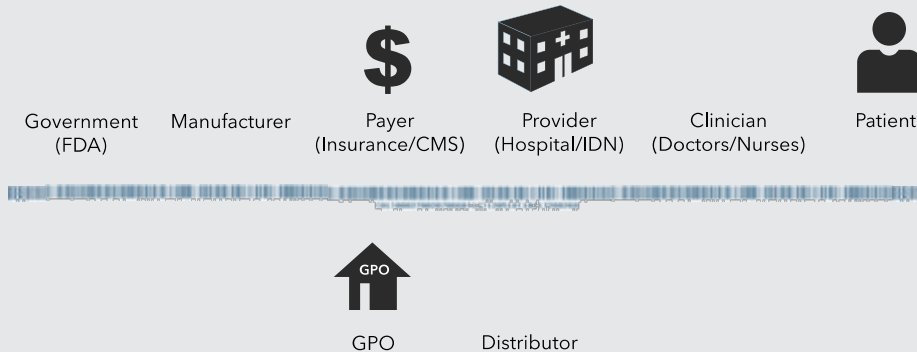 Government
(FDA)
Manufacturer
Payer
(Insurance/CMS)
Provider
(Hospital/IDN)
Clinician
(Doctors/Nurses)
Patient
GPO
GPO
Distributor